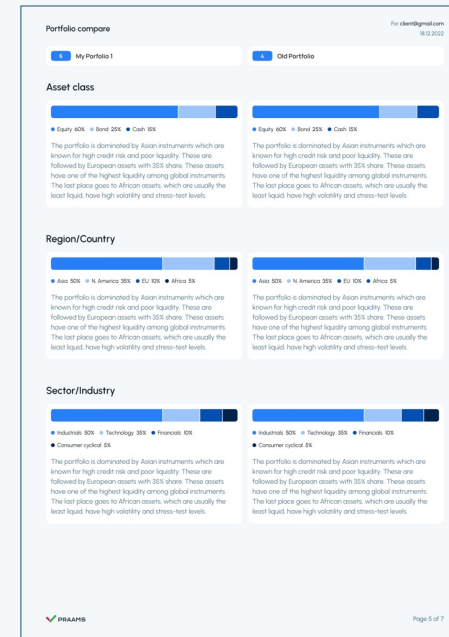 Portfolio compare
For client@gmail.com
18.12.2022
6 My Porfolio 1
4 Old Portfolio
Asset class
Equity 60% Bond 25% Cash 15%
The portfolio is dominated by Asian instruments which are
known for high credit risk and poor liquidity. These are
followed by European assets with 35% share. These assets
have one of the highest liquidity among global instruments.
The last place goes to African assets, which are usually the
least liquid, have high volatility and stress-test levels.
Equity 60% Bond 25% Cash 15%
The portfolio is dominated by Asian instruments which are
known for high credit risk and poor liquidity. These are
followed by European assets with 35% share. These assets
have one of the highest liquidity among global instruments.
The last place goes to African assets, which are usually the
least liquid, have high volatility and stress-test levels.
Region/Country
Asia 50% N. America 35% EU 10% Africa 5%
The portfolio is dominated by Asian instruments which are
known for high credit risk and poor liquidity. These are
followed by European assets with 35% share. These assets
have one of the highest liquidity among global instruments.
The last place goes to African assets, which are usually the
least liquid, have high volatility and stress-test levels.
Asia 50% N. America 35% EU 10% Africa 5%
The portfolio is dominated by Asian instruments which are
known for high credit risk and poor liquidity. These are
followed by European assets with 35% share. These assets
have one of the highest liquidity among global instruments.
The last place goes to African assets, which are usually the
least liquid, have high volatility and stress-test levels.
Sector/Industry
Industrials 50% Technology 35% Financials 10%
Consumer cyclical 5%
The portfolio is dominated by Asian instruments which are
known for high credit risk and poor liquidity. These are
followed by European assets with 35% share. These assets
have one of the highest liquidity among global instruments.
The last place goes to African assets, which are usually the
least liquid, have high volatility and stress-test levels.
Industrials 50% Technology 35% Financials 10%
Consumer cyclical 5%
The portfolio is dominated by Asian instruments which are
known for high credit risk and poor liquidity. These are
followed by European assets with 35% share. These assets
have one of the highest liquidity among global instruments.
The last place goes to African assets, which are usually the
least liquid, have high volatility and stress-test levels.
PRAAMS
Page 5 of 7